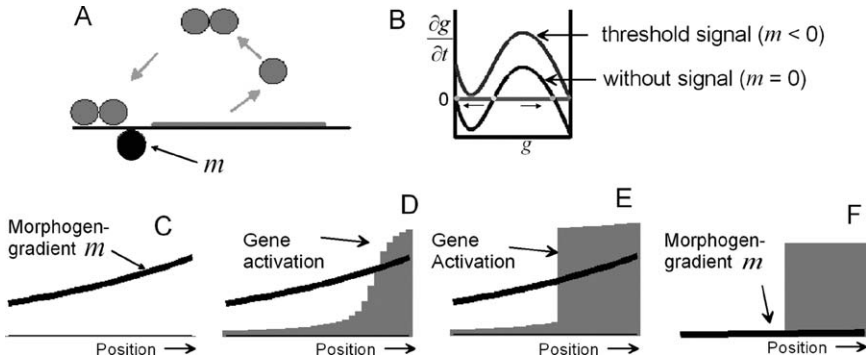 A
m
B
∂g
∂t
threshold signal (m < 0)
without signal (m = 0)
0
g
C
Morphogen-
gradient m
Position
D
Gene
activation
Position
E
Gene
Activation
Position
F
Morphogen-
gradient m
Position